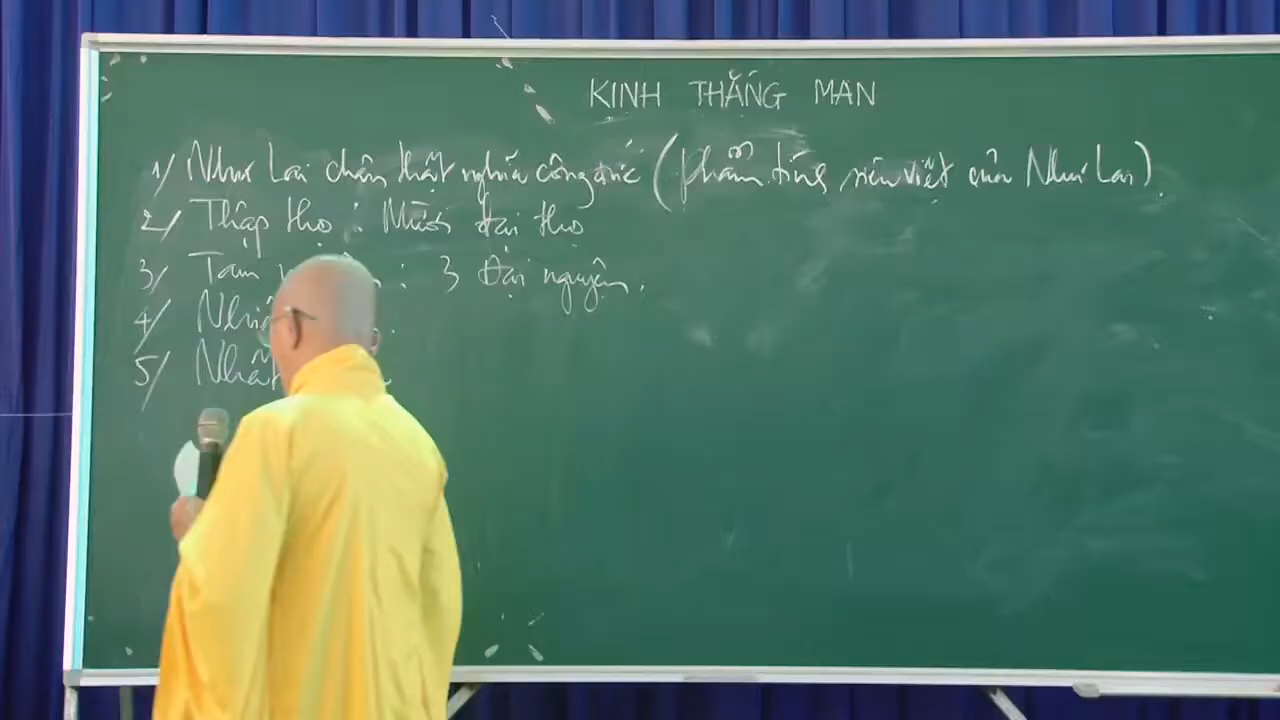 KINH THẮNG MAN
1/ Như Lai chân thật nghĩa công đức (phẩm tính siêu việt của Như Lai).
2/ Thập thọ : Mười đại thọ
3/ Tam : 3 đại nguyện.
4/
5/